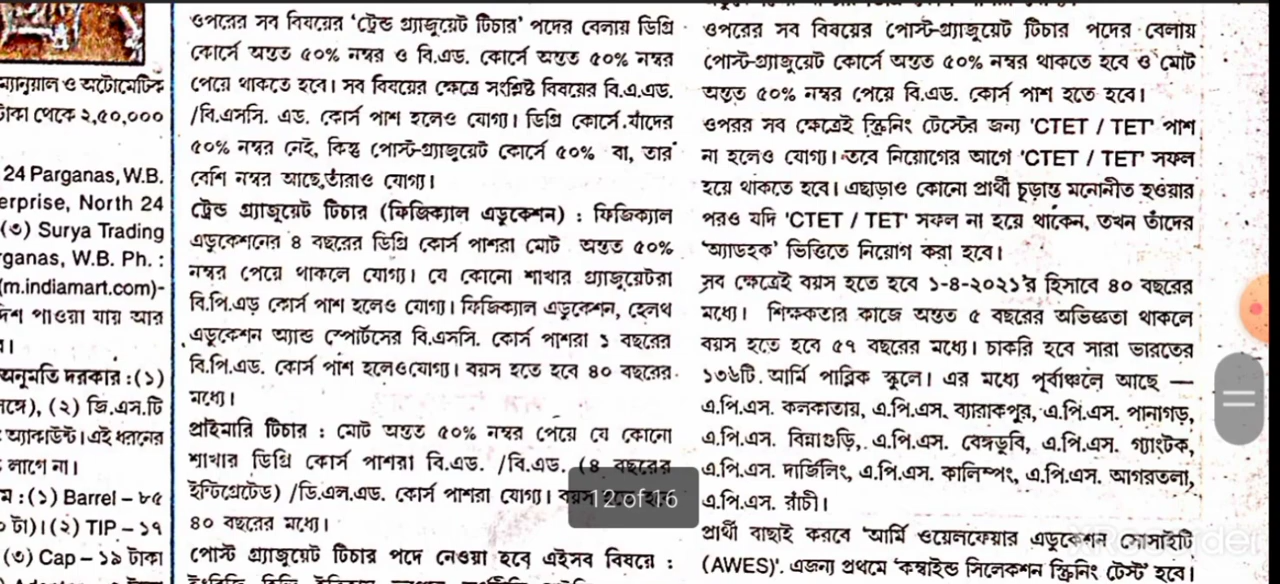 ম্যানুয়াল ও অটোমেটিক
টাকা থেকে ২,৫০,০০০
24 Parganas, W.B.
erprise, North 24
(৩) Surya Trading
rganas, W.B. Ph. :
(m.indiamart.com)-
দিশ পাওয়া যায় আর
অনুমতি দরকার : (১)
সঙ্গে), (২) ডি.এস.টি
অ্যাকাউন্ট। এই ধরনের
লাগে না।
ম : (১) Barrel – ৮৫
টা)। (২) TIP – ১৭
(৩) Cap – ১৯ টাকা
ওপরের সব বিষয়ের 'ট্রেন্ড গ্র্যাজুয়েট টিচার' পদের বেলায় ডিগ্রি
কোর্সে অন্তত ৫০% নম্বর ও বি.এড. কোর্সে অন্তত ৫০% নম্বর
পেয়ে থাকতে হবে। সব বিষয়ের ক্ষেত্রে সংশ্লিষ্ট বিষয়ের বি.এ.এড.
/বি.এসসি. এড. কোর্স পাশ হলেও যোগ্য। ডিগ্রি কোর্সে যাঁদের
৫০% নম্বর নেই, কিন্তু পোস্ট-গ্র্যাজুয়েট কোর্সে ৫০% বা, তার
বেশি নম্বর আছে,তাঁরাও যোগ্য।
ট্রেন্ড গ্র্যাজুয়েট টিচার (ফিজিক্যাল এডুকেশন) : ফিজিক্যাল
এডুকেশনের ৪ বছরের ডিগ্রি কোর্স পাশরা মোট অন্তত ৫০%
নম্বর পেয়ে থাকলে যোগ্য। যে কোনো শাখার গ্র্যাজুয়েটরা
বি.পি.এড় কোর্স পাশ হলেও যোগ্য। ফিজিক্যাল এডুকেশন, হেলথ
এডুকেশন অ্যান্ড স্পোর্টসের বি.এসসি. কোর্স পাশরা ১ বছরের
বি.পি.এড. কোর্স পাশ হলেও যোগ্য। বয়স হতে হবে ৪০ বছরের
মধ্যে।
প্রাইমারি টিচার : মোট অন্তত ৫০% নম্বর পেয়ে যে কোনো
শাখার ডিগ্রি কোর্স পাশরা বি.এড. /বি.এড. (৪ বছরের
ইন্টিগ্রেটেড) /ডি.এল.এড. কোর্স পাশরা যোগ্য। বয়স হতে হবে
৪০ বছরের মধ্যে।
পোস্ট গ্র্যাজুয়েট টিচার পদে নেওয়া হবে এইসব বিষয়ে :
ওপরের সব বিষয়ের পোস্ট-গ্র্যাজুয়েট টিচার পদের বেলায়
পোস্ট-গ্র্যাজুয়েট কোর্সে অন্তত ৫০% নম্বর থাকতে হবে ও মোট
অন্তত ৫০% নম্বর পেয়ে বি.এড. কোর্স পাশ হতে হবে।
ওপরর সব ক্ষেত্রেই স্ক্রিনিং টেস্টের জন্য 'CTET / TET' পাশ
না হলেও যোগ্য। তবে নিয়োগের আগে 'CTET / TET' সফল
হয়ে থাকতে হবে। এছাড়াও কোনো প্রার্থী চূড়ান্ত মনোনীত হওয়ার
পরও যদি 'CTET / TET' সফল না হয়ে থাকেন, তখন তাঁদের
'অ্যাডহক' ভিত্তিতে নিয়োগ করা হবে।
সব ক্ষেত্রেই বয়স হতে হবে ১-৪-২০২১'র হিসাবে ৪০ বছরের
মধ্যে। শিক্ষকতার কাজে অন্তত ৫ বছরের অভিজ্ঞতা থাকলে
বয়স হতে হবে ৫৭ বছরের মধ্যে। চাকরি হবে সারা ভারতের
১৩৬টি আর্মি পাব্লিক স্কুলে। এর মধ্যে পূর্বাঞ্চলে আছে —
এ.পি.এস. কলকাতায়, এ.পি.এস. ব্যারাকপুর, এ.পি.এস. পানাগড়,
এ.পি.এস. বিন্নাগুড়ি, এ.পি.এস. বেঙ্গডুবি, এ.পি.এস. গ্যাংটক,
এ.পি.এস. দার্জিলিং, এ.পি.এস. কালিম্পং, এ.পি.এস. আগরতলা,
এ.পি.এস. রাঁচী।
প্রার্থী বাছাই করবে 'আর্মি ওয়েলফেয়ার এডুকেশন সোসাইটি
(AWES)'. এজন্য প্রথমে 'কম্বাইন্ড সিলেকশন স্ক্রিনিং টেস্ট' হবে।
12 of 16
XRecorder